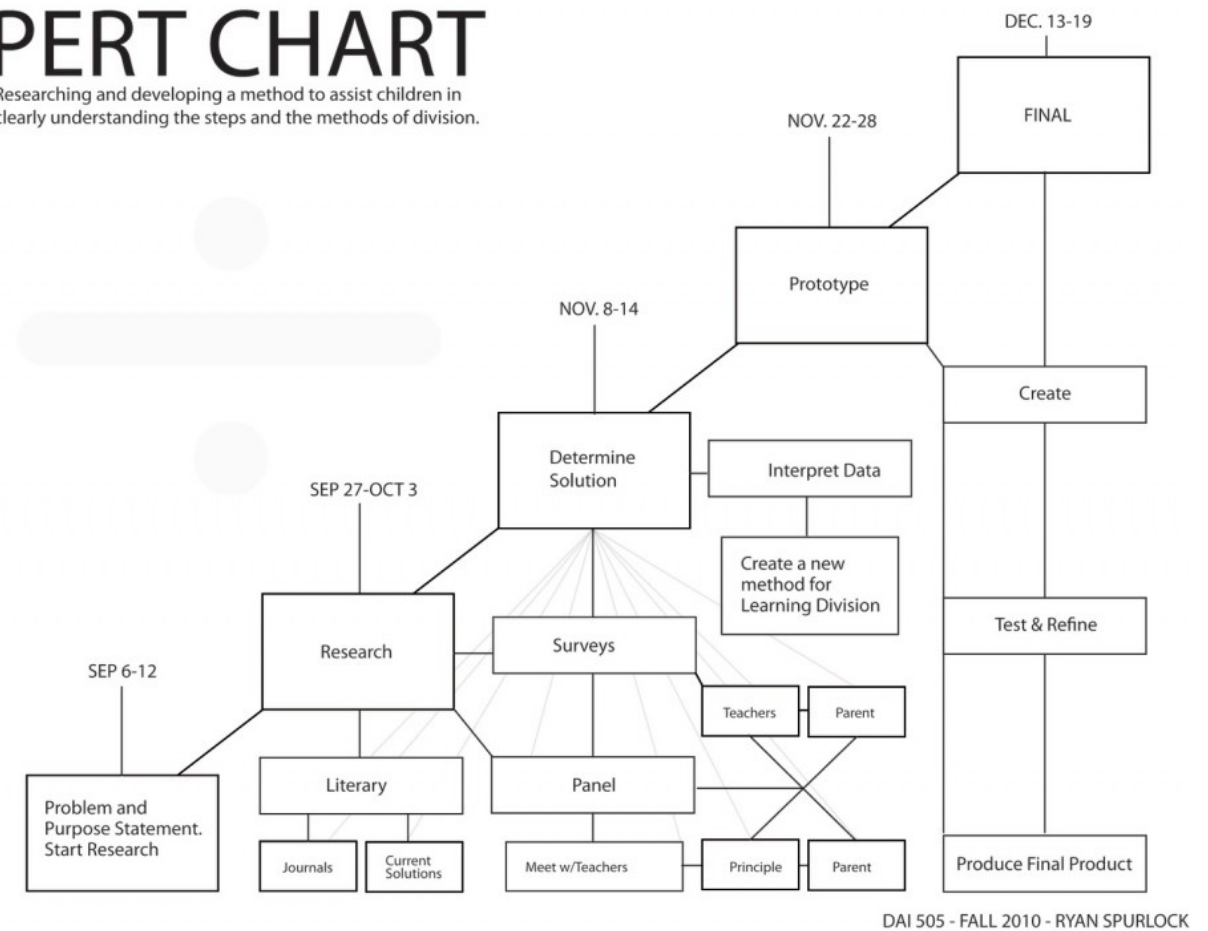 PERT CHART
Researching and developing a method to assist children in
clearly understanding the steps and the methods of division.
DEC. 13-19
FINAL
NOV. 22-28
Prototype
NOV. 8-14
Determine
Solution
Interpret Data
Create a new
method for
Learning Division
Create
Test & Refine
Produce Final Product
SEP 27-OCT 3
Research
Surveys
Teachers
Parent
SEP 6-12
Problem and
Purpose Statement.
Start Research
Literary
Panel
Journals
Current
Solutions
Meet w/Teachers
Principle
Parent
DAI 505 - FALL 2010 - RYAN SPURLOCK